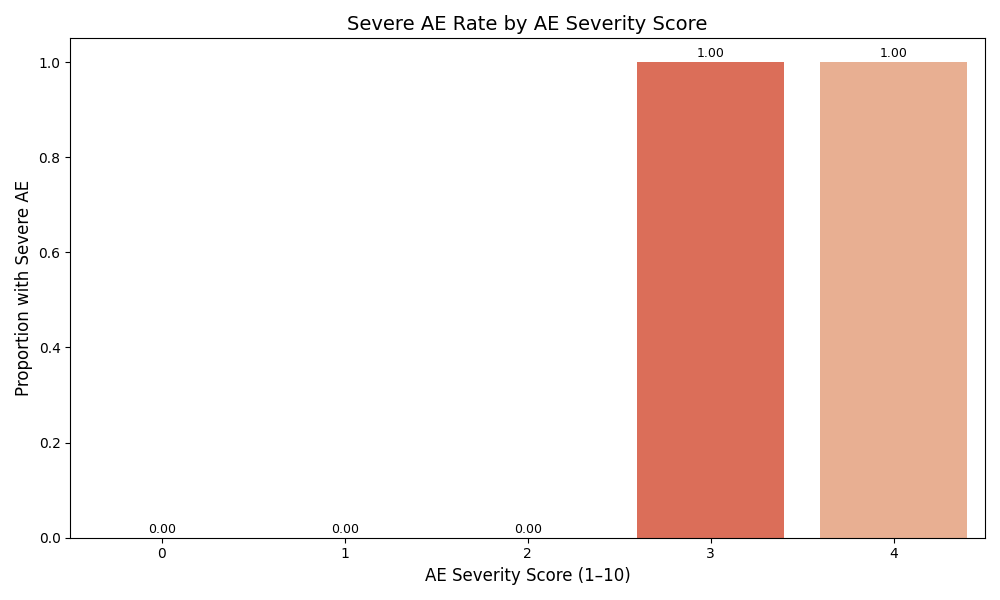 Severe AE Rate by AE Severity Score
1.00 1.00
1.0
0.8
0.6
0.4
0.2
0.0
Proportion with Severe AE
0.00 0.00 0.00
0 1 2 3 4
AE Severity Score (1–10)